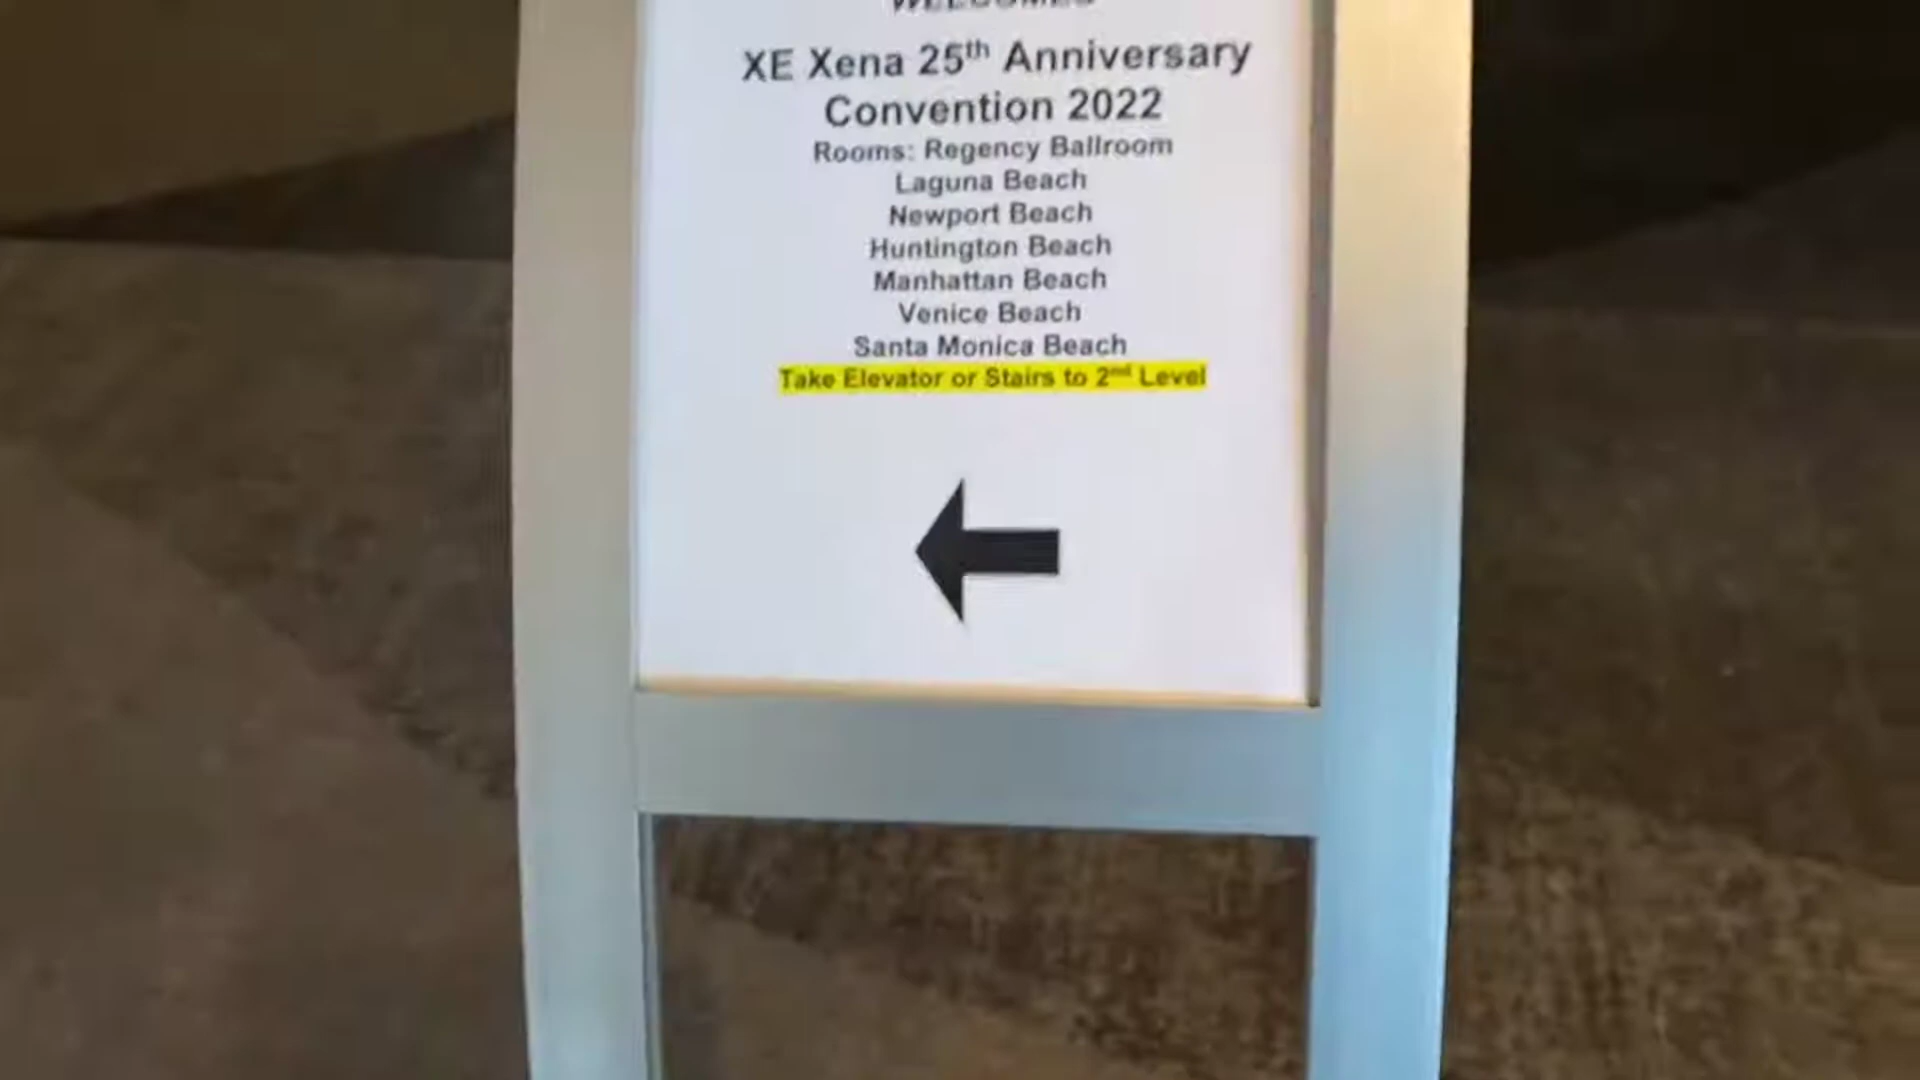 WELCOMES
XE Xena 25th Anniversary
Convention 2022
Rooms: Regency Ballroom
Laguna Beach
Newport Beach
Huntington Beach
Manhattan Beach
Venice Beach
Santa Monica Beach
Take Elevator or Stairs to 2nd Level